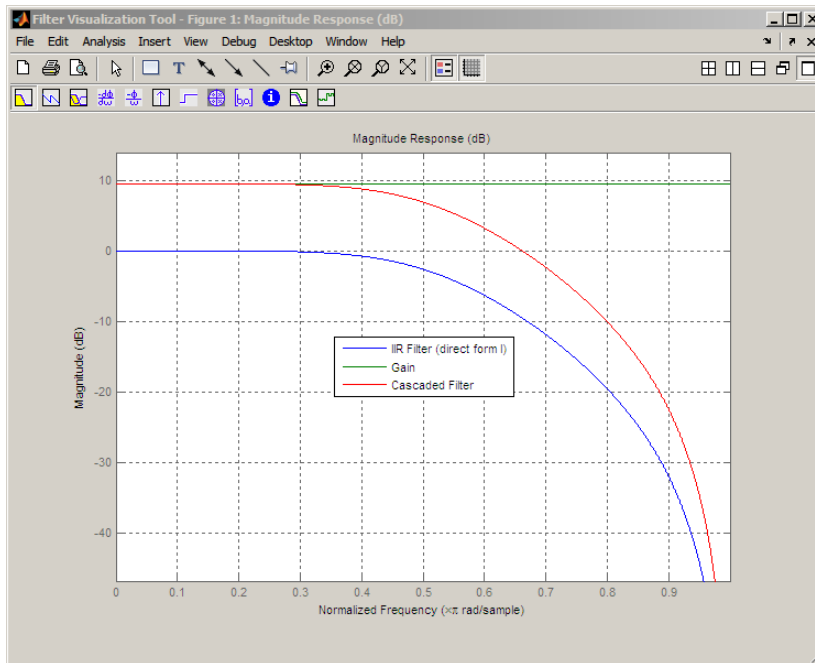 Filter Visualization Tool - Figure 1: Magnitude Response (dB)
File Edit Analysis Insert View Debug Desktop Window Help
Magnitude Response (dB)
10
0
-10
-20
-30
-40
Magnitude (dB)
IIR Filter (direct form I)
Gain
Cascaded Filter
0 0.1 0.2 0.3 0.4 0.5 0.6 0.7 0.8 0.9
Normalized Frequency (×π rad/sample)